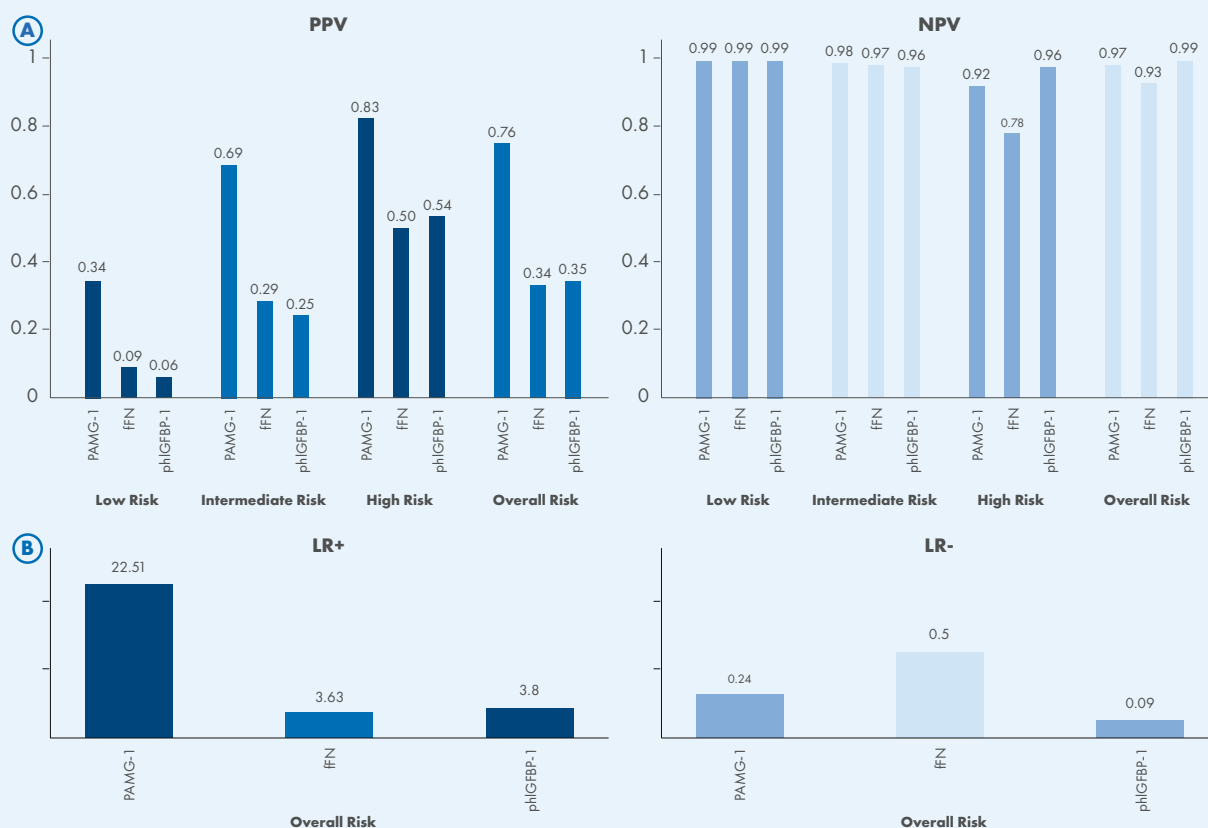 A
PPV
1
0.8
0.6
0.4
0.2
0
0.34
0.09
0.06
0.69
0.29
0.25
0.83
0.50
0.54
0.76
0.34
0.35
PAMG-1
fFN
phIGFBP-1
PAMG-1
fFN
phIGFBP-1
PAMG-1
fFN
phIGFBP-1
PAMG-1
fFN
phIGFBP-1
Low Risk
Intermediate Risk
High Risk
Overall Risk
NPV
1
0.8
0.6
0.4
0.2
0
0.99
0.99
0.99
0.98
0.97
0.96
0.92
0.78
0.96
0.97
0.93
0.99
PAMG-1
fFN
phIGFBP-1
PAMG-1
fFN
phIGFBP-1
PAMG-1
fFN
phIGFBP-1
PAMG-1
fFN
phIGFBP-1
Low Risk
Intermediate Risk
High Risk
Overall Risk
B
LR+
22.51
3.63
3.8
PAMG-1
fFN
phIGFBP-1
Overall Risk
LR-
0.24
0.5
0.09
PAMG-1
fFN
phIGFBP-1
Overall Risk